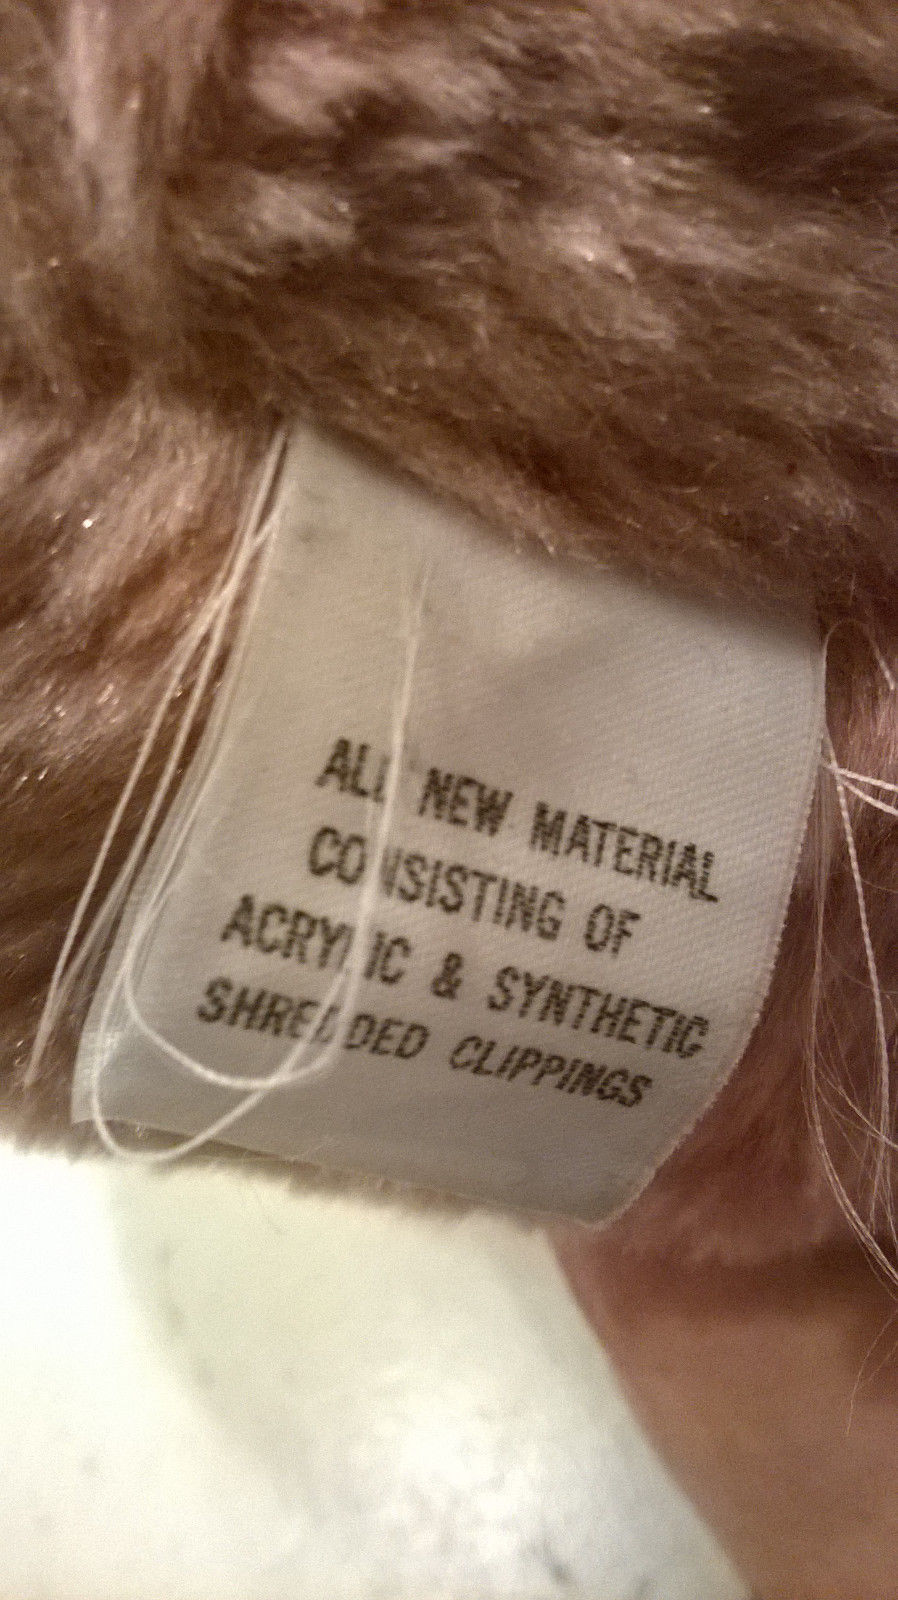 ALL NEW MATERIAL
CONSISTING OF
ACRYLIC & SYNTHETIC
SHREDDED CLIPPINGS